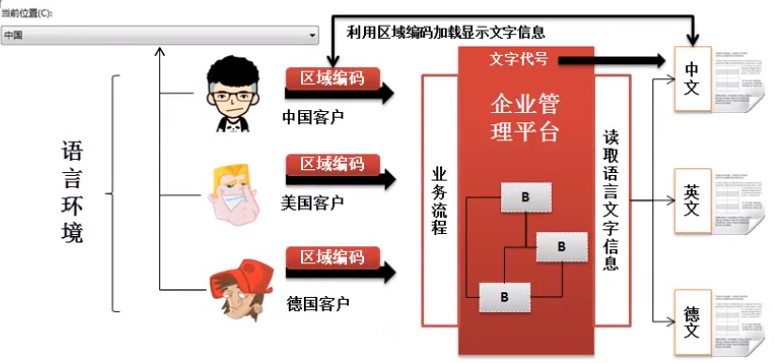 当前位置(C):
中国
利用区域编码加载显示文字信息
语言环境
区域编码
中国客户
区域编码
美国客户
区域编码
德国客户
业务流程
文字代号
企业管
理平台
B
B
B
读取语言文字信息
中文
英文
德文